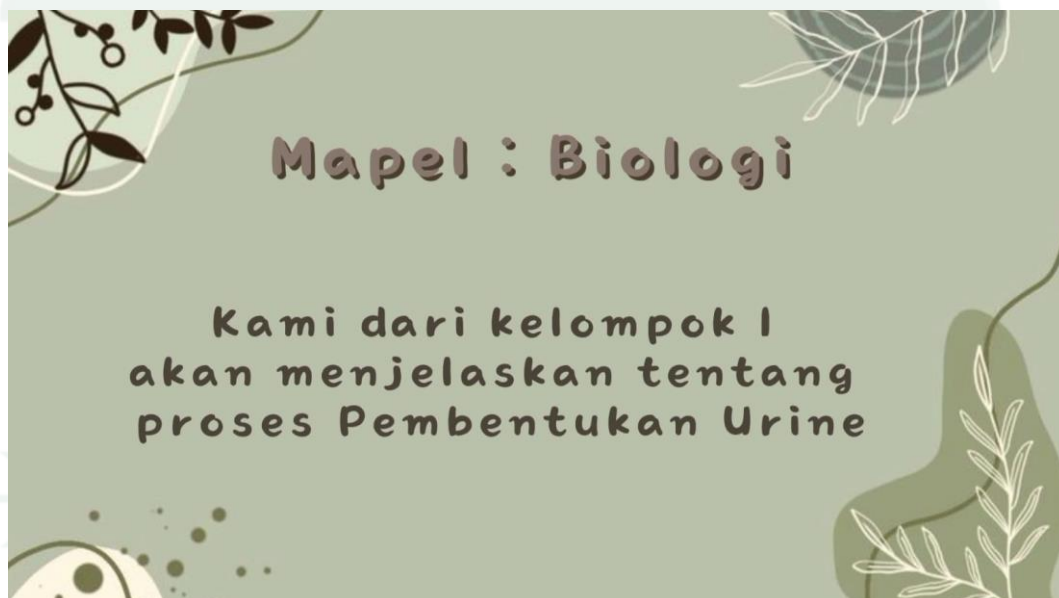 Mapel : Biologi
Kami dari kelompok 1
akan menjelaskan tentang
proses Pembentukan Urine